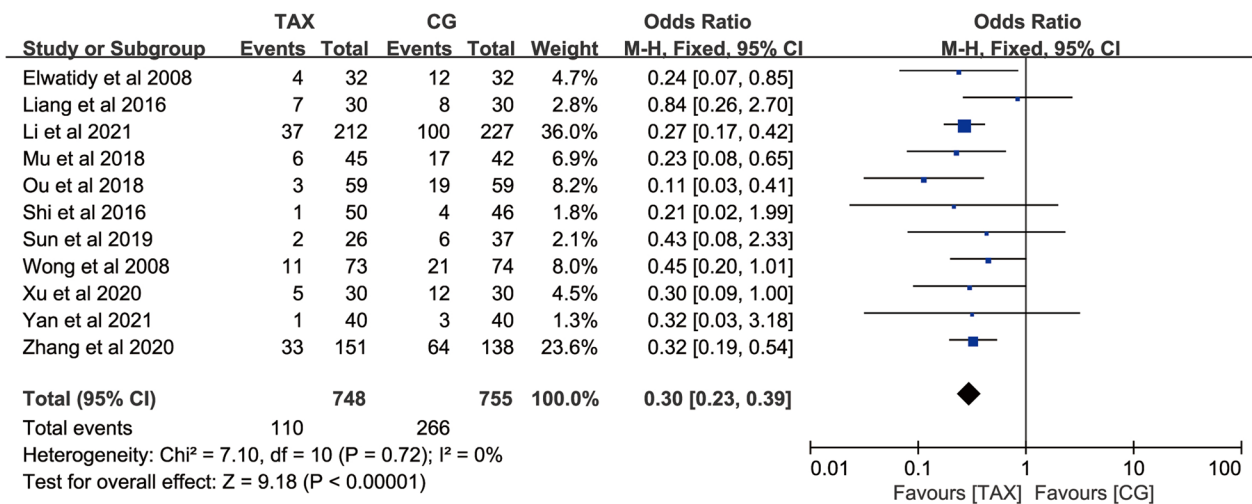 TAX CG Odds Ratio Odds Ratio
Study or Subgroup Events Total Events Total Weight M-H, Fixed, 95% CI M-H, Fixed, 95% CI
Elwatidy et al 2008 4 32 12 32 4.7% 0.24 [0.07, 0.85]
Liang et al 2016 7 30 8 30 2.8% 0.84 [0.26, 2.70]
Li et al 2021 37 212 100 227 36.0% 0.27 [0.17, 0.42]
Mu et al 2018 6 45 17 42 6.9% 0.23 [0.08, 0.65]
Ou et al 2018 3 59 19 59 8.2% 0.11 [0.03, 0.41]
Shi et al 2016 1 50 4 46 1.8% 0.21 [0.02, 1.99]
Sun et al 2019 2 26 6 37 2.1% 0.43 [0.08, 2.33]
Wong et al 2008 11 73 21 74 8.0% 0.45 [0.20, 1.01]
Xu et al 2020 5 30 12 30 4.5% 0.30 [0.09, 1.00]
Yan et al 2021 1 40 3 40 1.3% 0.32 [0.03, 3.18]
Zhang et al 2020 33 151 64 138 23.6% 0.32 [0.19, 0.54]
Total (95% CI) 748 755 100.0% 0.30 [0.23, 0.39]
Total events 110 266
Heterogeneity: Chi² = 7.10, df = 10 (P = 0.72); I² = 0%
Test for overall effect: Z = 9.18 (P < 0.00001)
0.01 0.1 1 10 100
Favours [TAX] Favours [CG]